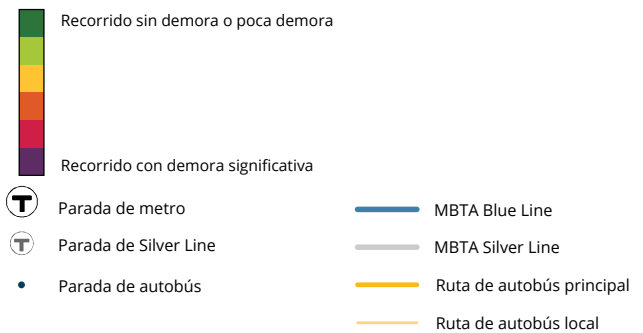 Recorrido sin demora o poca demora
Recorrido con demora significativa
T Parada de metro
MBTA Blue Line
T Parada de Silver Line
MBTA Silver Line
Parada de autobús
Ruta de autobús principal
Ruta de autobús local